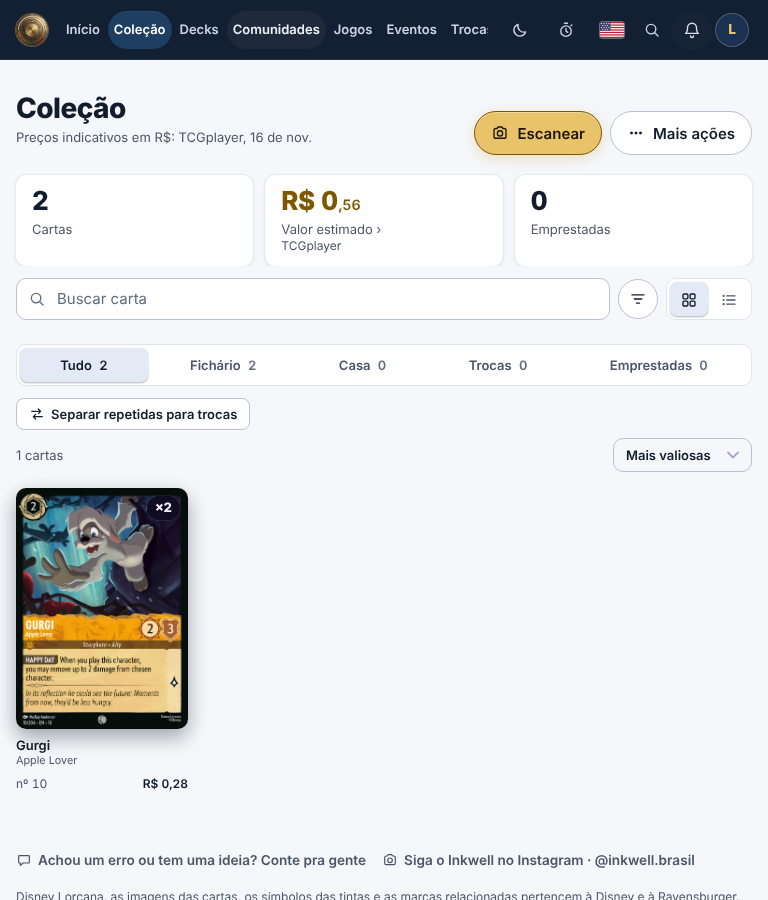 Início Coleção Decks Comunidades Jogos Eventos Troca L
Coleção
Preços indicativos em R$: TCGplayer, 16 de nov.
Escanear
Mais ações
2
Cartas
R$ 0,56
Valor estimado ›
TCGplayer
0
Emprestadas
Buscar carta
Tudo 2 Fichário 2 Casa 0 Trocas 0 Emprestadas 0
Separar repetidas para trocas
1 cartas
Mais valiosas
2
×2
GURGI
Apple Lover
2 3
Storyborn • Ally
HAPPY DAY When you play this character,
you may remove up to 2 damage from chosen
character.
In its reflection he could see the future: Moments
from now, they'd be less hungry.
Gurgi
Apple Lover
nº 10
R$ 0,28
Achou um erro ou tem uma ideia? Conte pra gente
Siga o Inkwell no Instagram · @inkwell.brasil
Disney Lorcana, as imagens das cartas, os símbolos das tintas e as marcas relacionadas pertencem à Disney e à Ravensburger.